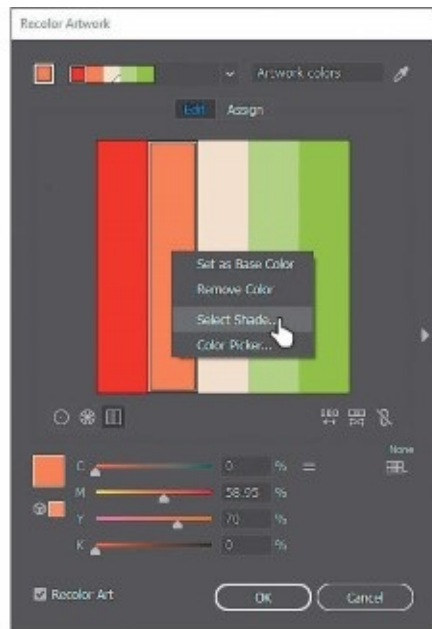 Recolor Artwork
Artwork colors
Edit Assign
Set as Base Color
Remove Color
Select Shade...
Color Picker...
None
C 0 %
M 58.95 %
Y 70 %
K 0 %
Recolor Art
OK Cancel